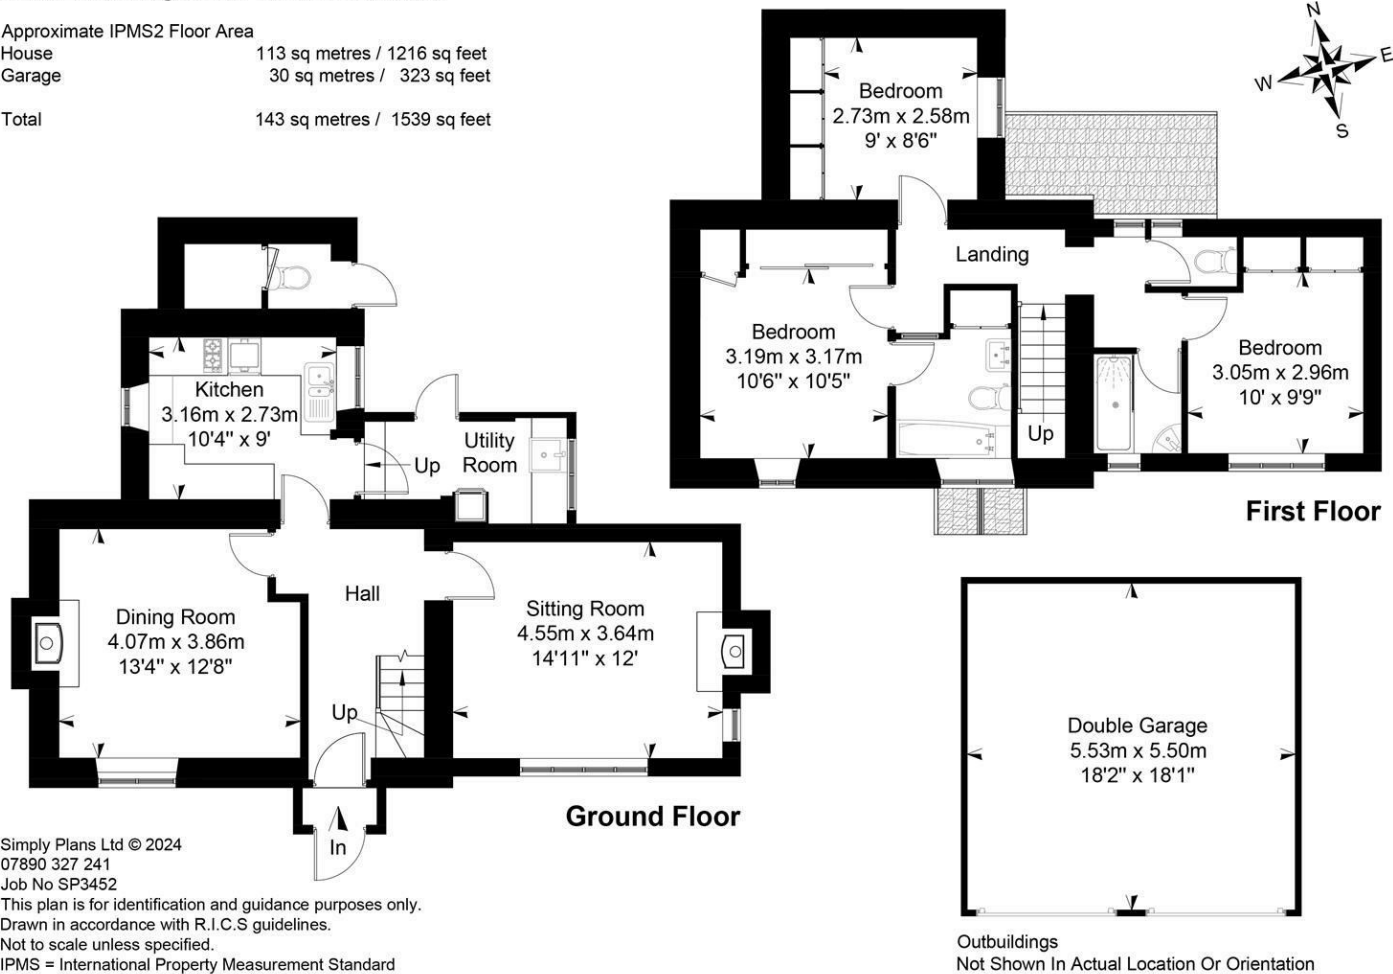 Approximate IPMS2 Floor Area
House 113 sq metres / 1216 sq feet
Garage 30 sq metres / 323 sq feet
Total 143 sq metres / 1539 sq feet
N
E
W
S
Bedroom
2.73m x 2.58m
9' x 8'6"
Landing
Bedroom
3.19m x 3.17m
10'6" x 10'5"
Bedroom
3.05m x 2.96m
10' x 9'9"
Up
First Floor
Kitchen
3.16m x 2.73m
10'4" x 9'
Utility
Room
Up
Dining Room
4.07m x 3.86m
13'4" x 12'8"
Hall
Sitting Room
4.55m x 3.64m
14'11" x 12'
Up
In
Ground Floor
Double Garage
5.53m x 5.50m
18'2" x 18'1"
Simply Plans Ltd © 2024
07890 327 241
Job No SP3452
This plan is for identification and guidance purposes only.
Drawn in accordance with R.I.C.S guidelines.
Not to scale unless specified.
IPMS = International Property Measurement Standard
Outbuildings
Not Shown In Actual Location Or Orientation